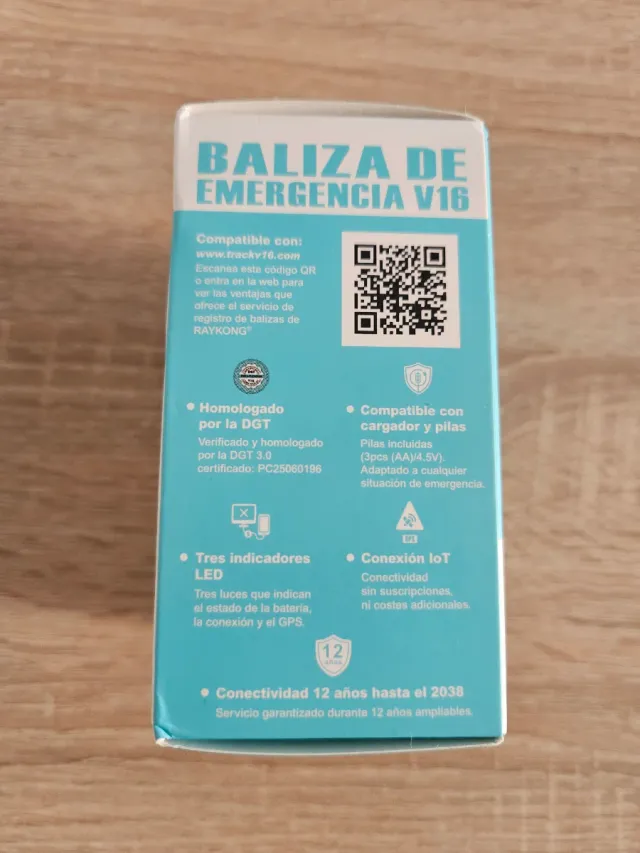 BALIZA DE
EMERGENCIA V16
Compatible con:
www.trackv16.com
Escanea este código QR
o entra en la web para
ver las ventajas que
ofrece el servicio de
registro de balizas de
RAYKONG®
Homologado
por la DGT
Verificado y homologado
por la DGT 3.0
certificado: PC25060196
Compatible con
cargador y pilas
Pilas incluidas
(3pcs (AA)/4.5V).
Adaptado a cualquier
situación de emergencia.
Tres indicadores
LED
Tres luces que indican
el estado de la batería,
la conexión y el GPS.
Conexión IoT
Conectividad
sin suscripciones,
ni costes adicionales.
12
años
Conectividad 12 años hasta el 2038
Servicio garantizado durante 12 años ampliables.